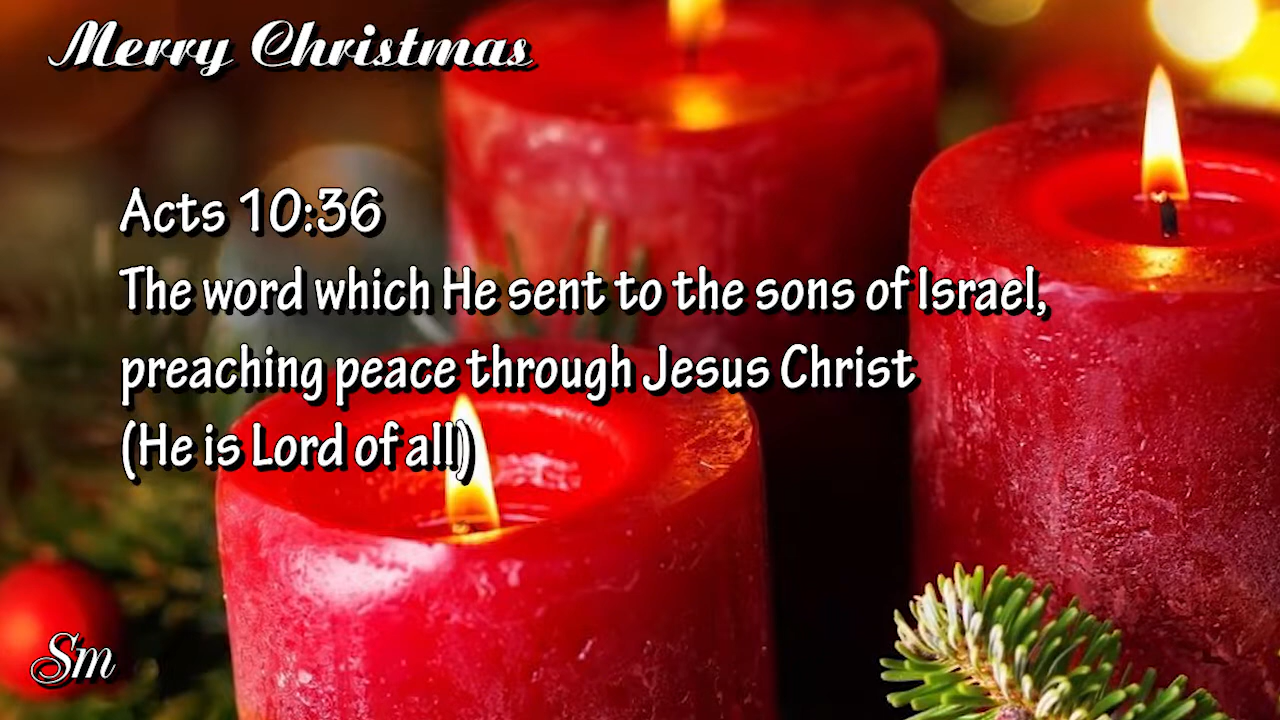 Merry Christmas
Acts 10:36
The word which He sent to the sons of Israel,
preaching peace through Jesus Christ
(He is Lord of all)
Sm